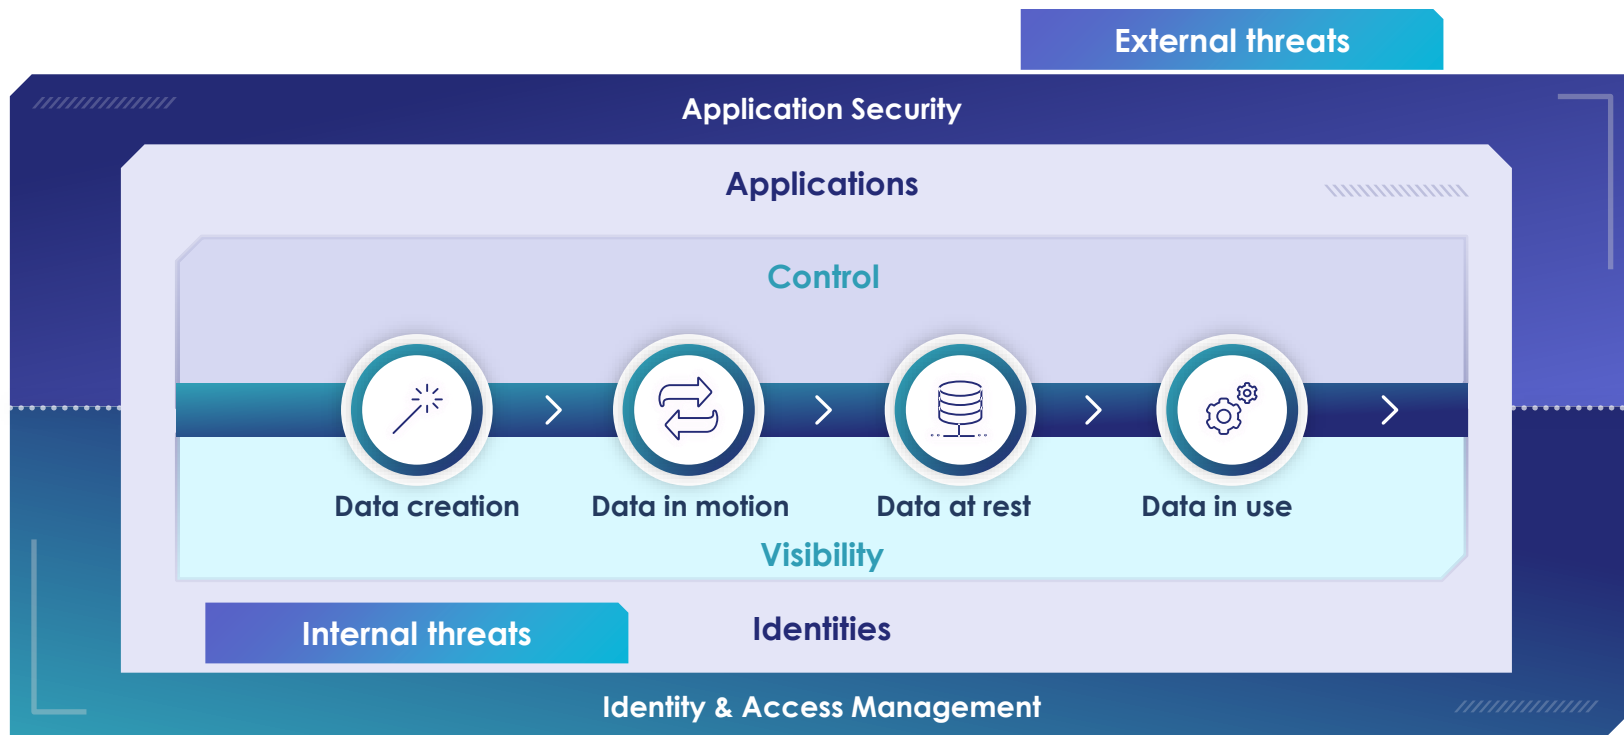 External threats
Application Security
Applications
Control
Data creation
Data in motion
Data at rest
Data in use
Visibility
Internal threats
Identities
Identity & Access Management